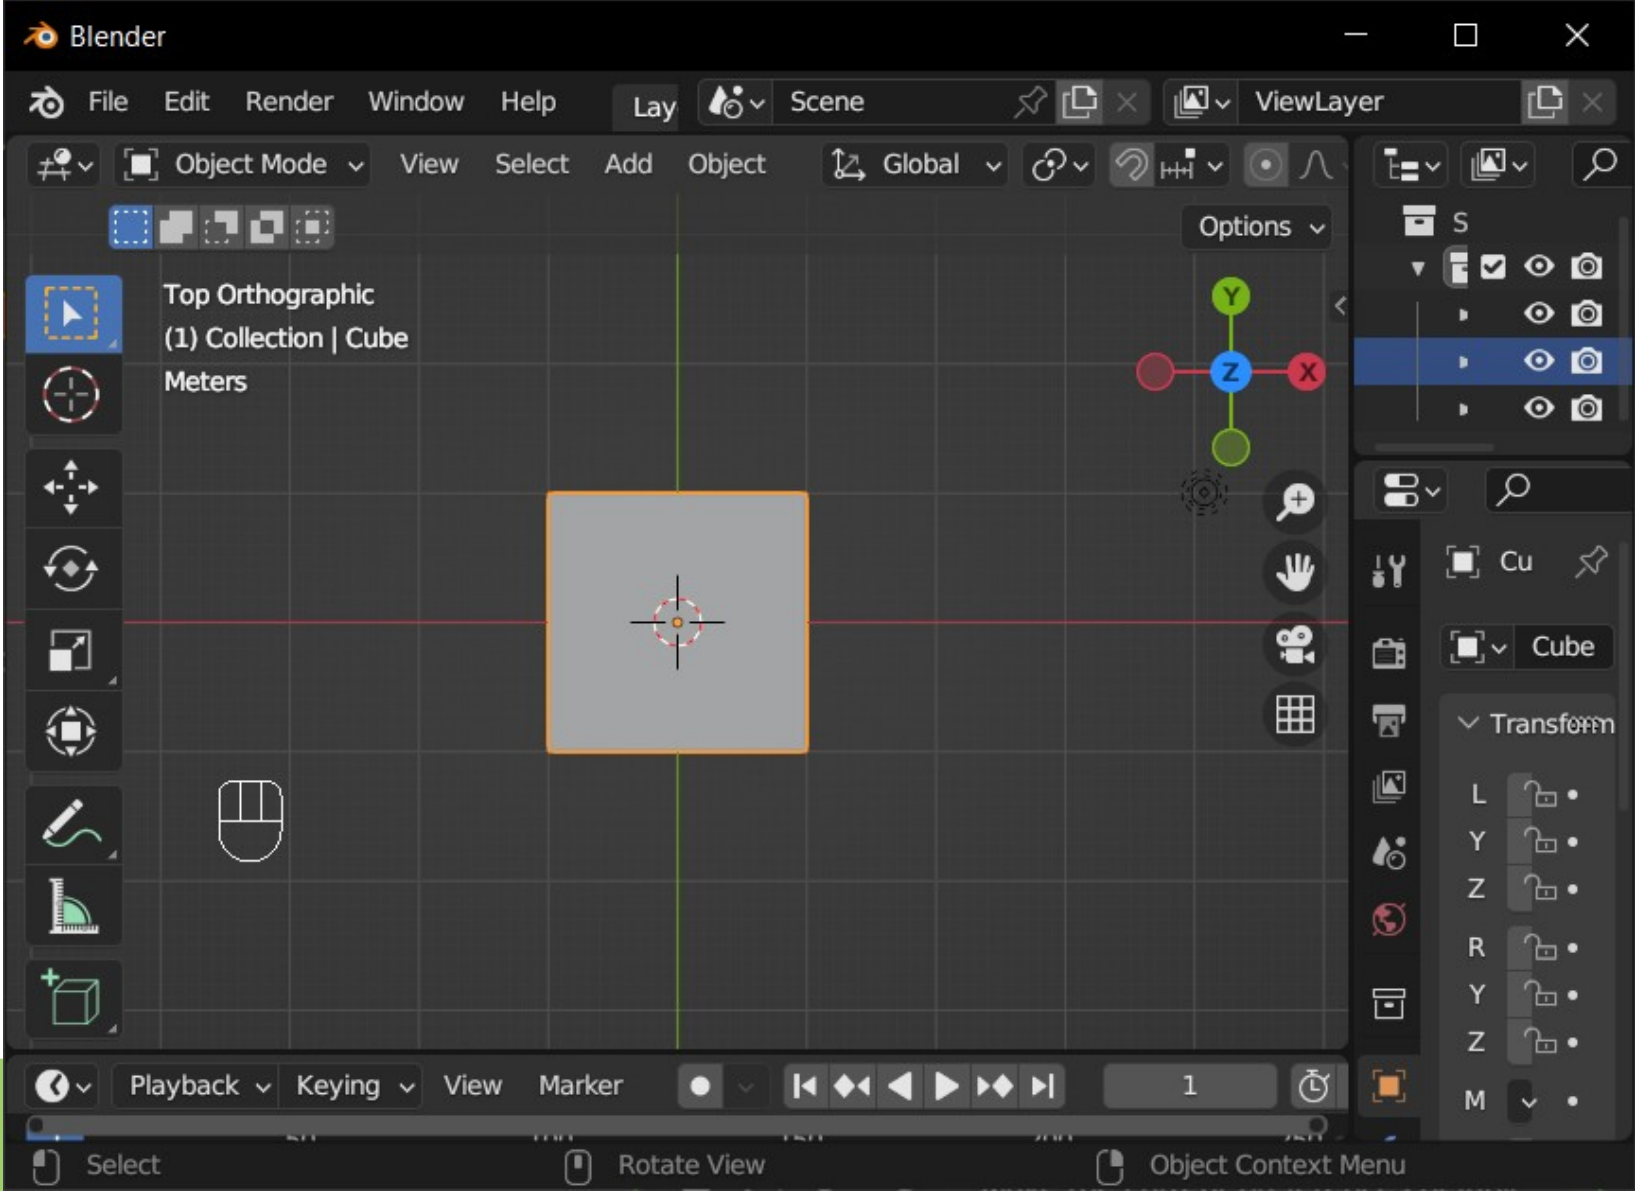 Blender
File Edit Render Window Help Lay Scene ViewLayer
Object Mode View Select Add Object Global
Options
Top Orthographic
(1) Collection | Cube
Meters
Y
Z X
S
Cu
Cube
Transform
L
Y
Z
R
Y
Z
M
Playback Keying View Marker 1
Select Rotate View Object Context Menu